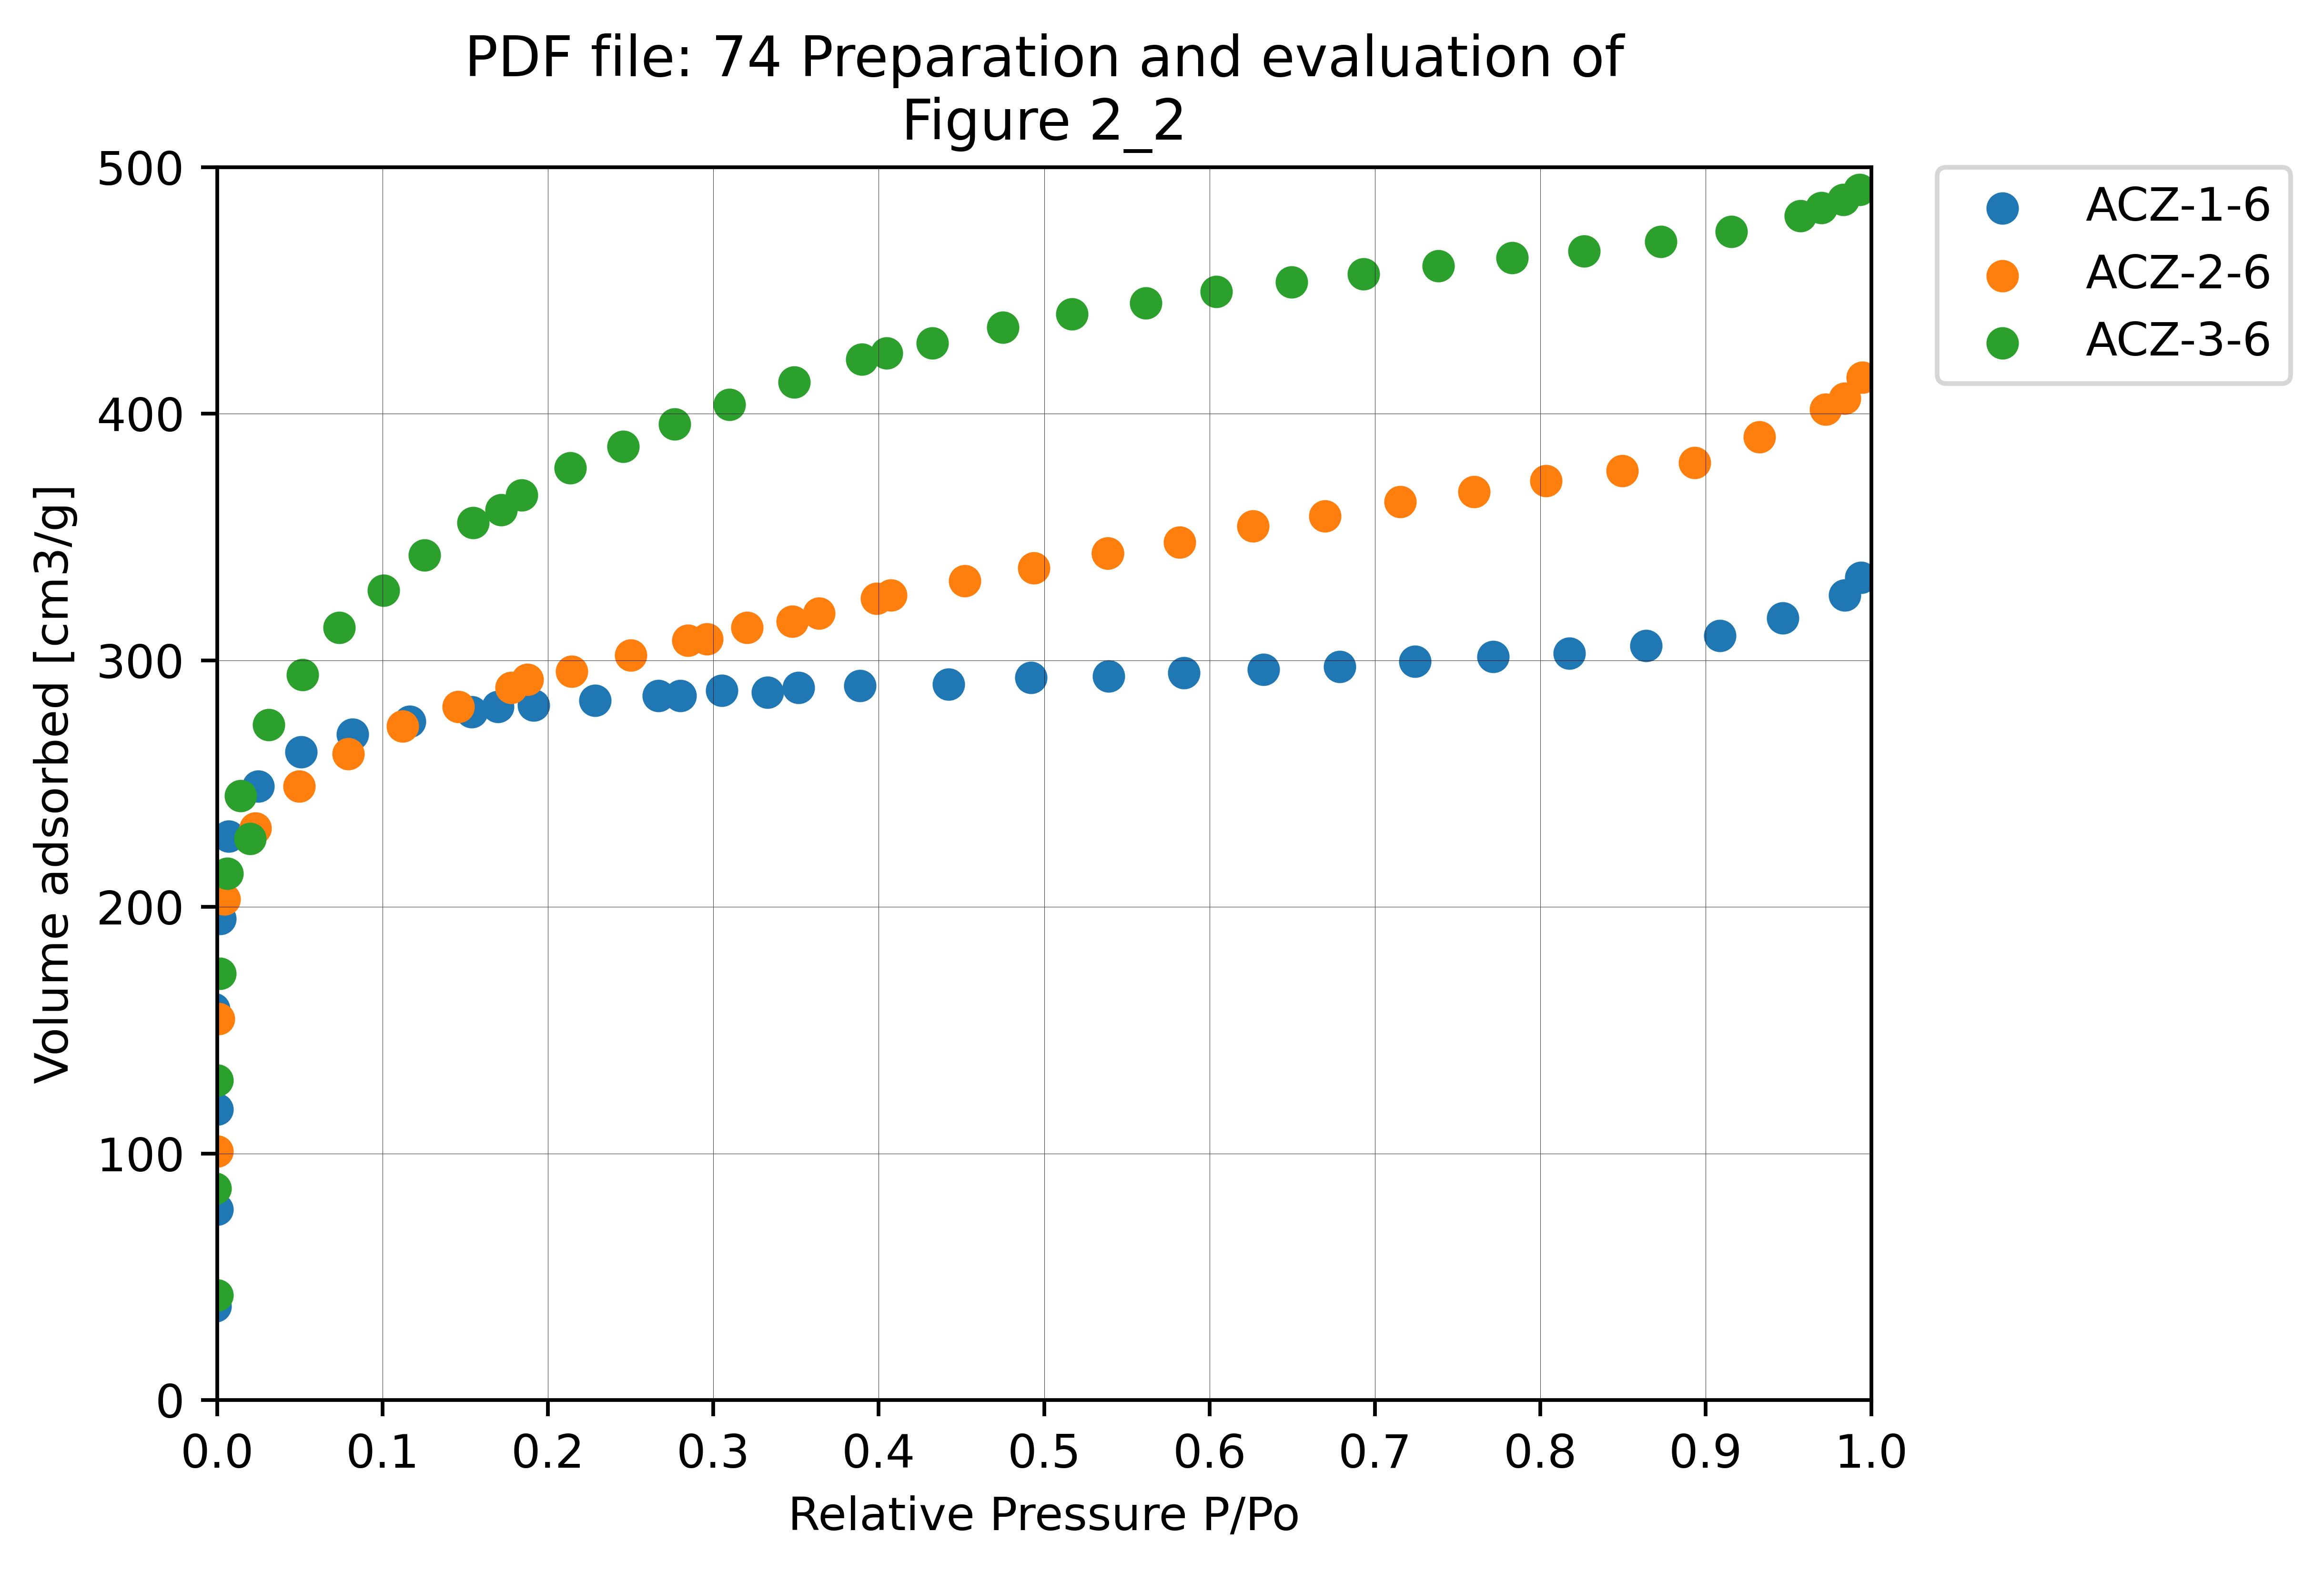 PDF file: 74 Preparation and evaluation of
Figure 2_2
500
400
300
200
100
0
Volume adsorbed [cm3/g]
0.0 0.1 0.2 0.3 0.4 0.5 0.6 0.7 0.8 0.9 1.0
Relative Pressure P/Po
ACZ-1-6
ACZ-2-6
ACZ-3-6